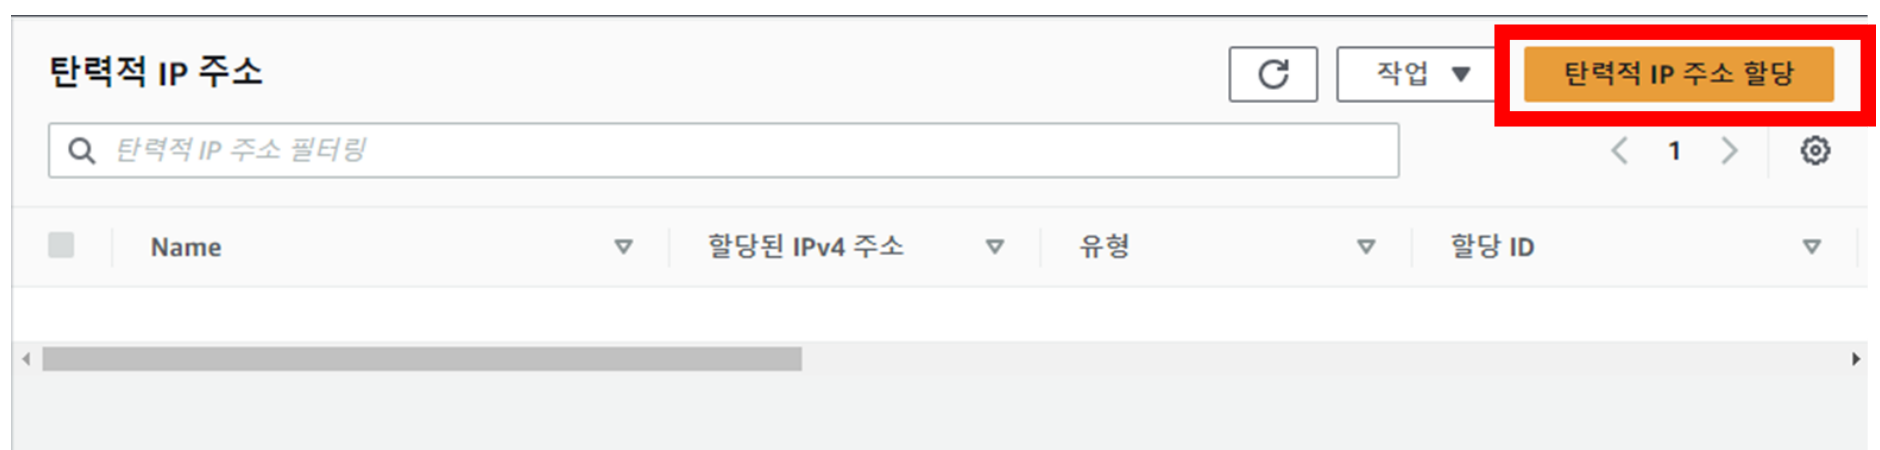 탄력적 IP 주소
작업
탄력적 IP 주소 할당
탄력적 IP 주소 필터링
1
Name
할당된 IPv4 주소
유형
할당 ID